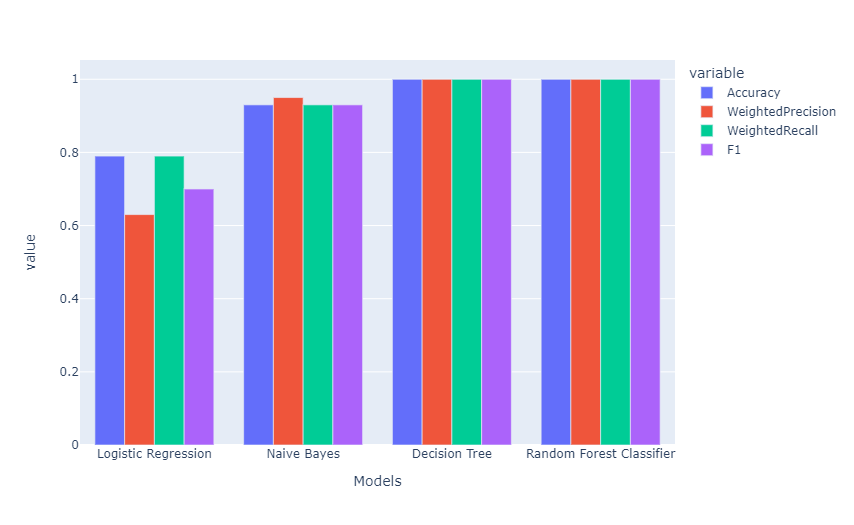 variable
Accuracy
WeightedPrecision
WeightedRecall
F1
value
1
0.8
0.6
0.4
0.2
0
Logistic Regression
Naive Bayes
Decision Tree
Random Forest Classifier
Models